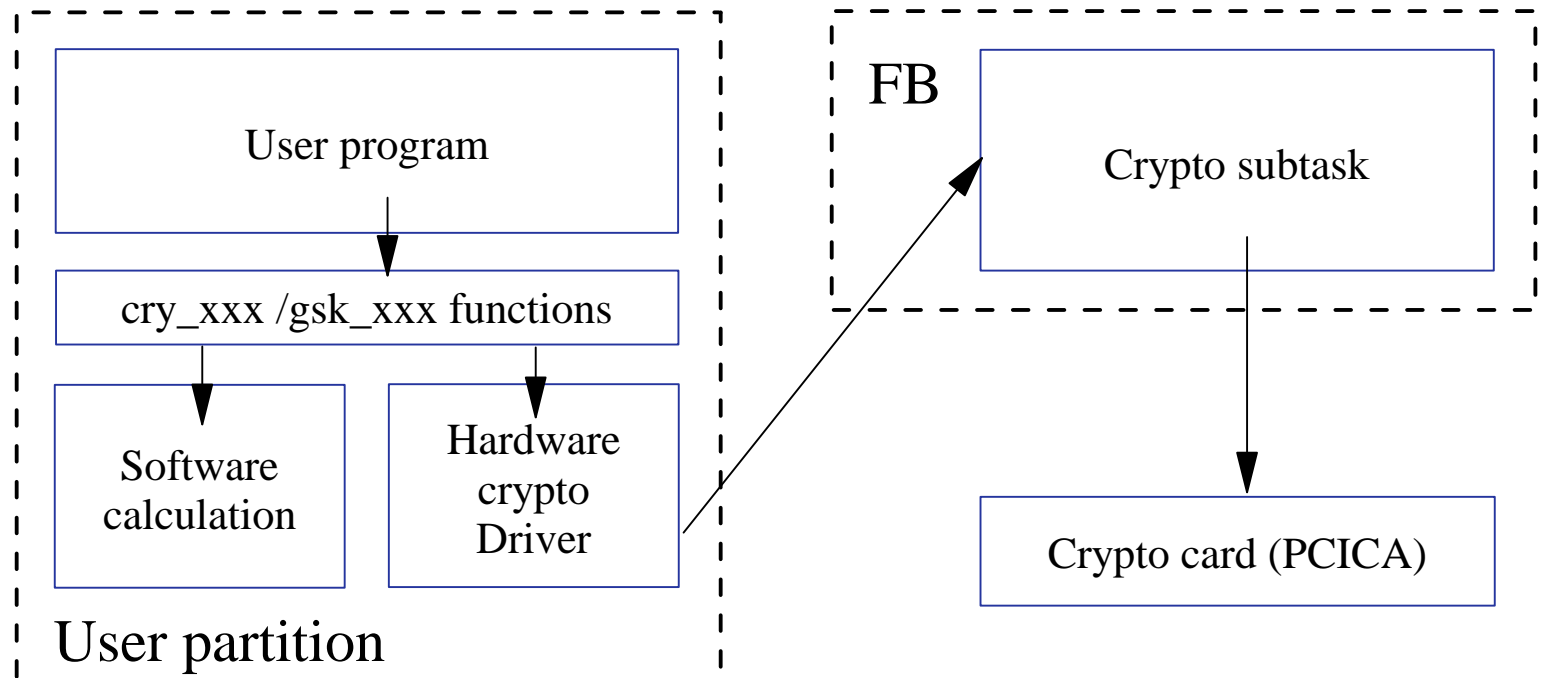 User program
cry_xxx /gsk_xxx functions
Software
calculation
Hardware
crypto
Driver
User partition
FB
Crypto subtask
Crypto card (PCICA)